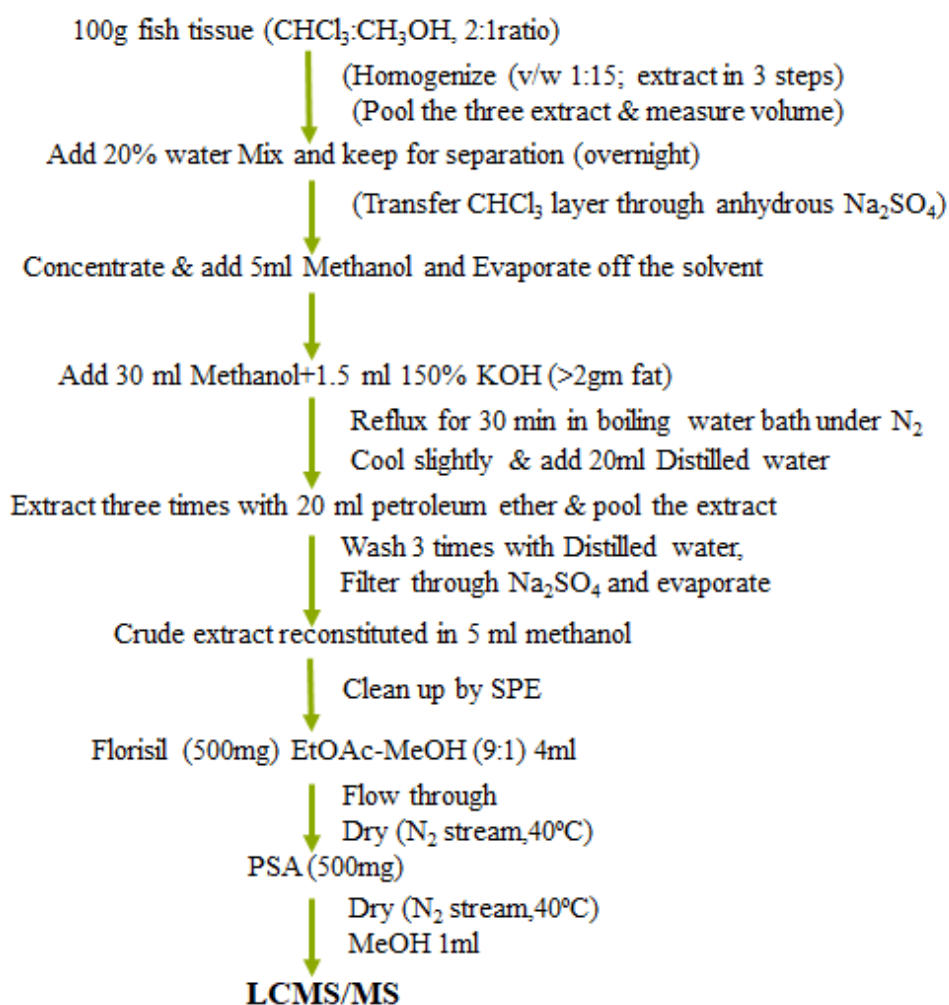 100g fish tissue (CHCl₃:CH₃OH, 2:1ratio)
(Homogenize (v/w 1:15; extract in 3 steps)
(Pool the three extract & measure volume)
Add 20% water Mix and keep for separation (overnight)
(Transfer CHCl₃ layer through anhydrous Na₂SO₄)
Concentrate & add 5ml Methanol and Evaporate off the solvent
Add 30 ml Methanol+1.5 ml 150% KOH (>2gm fat)
Reflux for 30 min in boiling water bath under N₂
Cool slightly & add 20ml Distilled water
Extract three times with 20 ml petroleum ether & pool the extract
Wash 3 times with Distilled water,
Filter through Na₂SO₄ and evaporate
Crude extract reconstituted in 5 ml methanol
Clean up by SPE
Florisil (500mg) EtOAc-MeOH (9:1) 4ml
Flow through
Dry (N₂ stream,40ºC)
PSA (500mg)
Dry (N₂ stream,40ºC)
MeOH 1ml
LCMS/MS